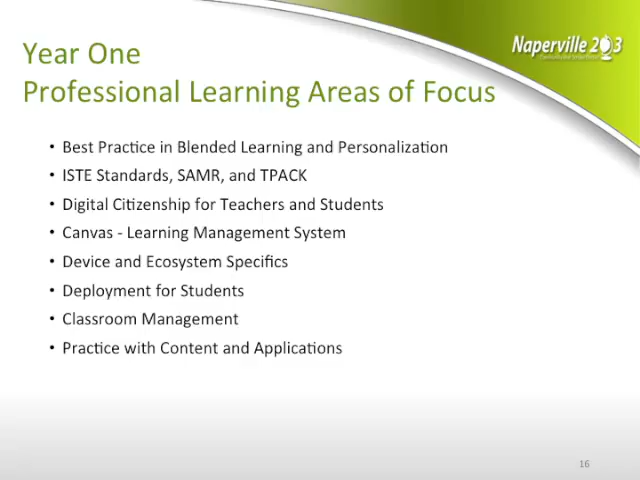 Naperville 203
Year One
Professional Learning Areas of Focus
• Best Practice in Blended Learning and Personalization
• ISTE Standards, SAMR, and TPACK
• Digital Citizenship for Teachers and Students
• Canvas - Learning Management System
• Device and Ecosystem Specifics
• Deployment for Students
• Classroom Management
• Practice with Content and Applications
16